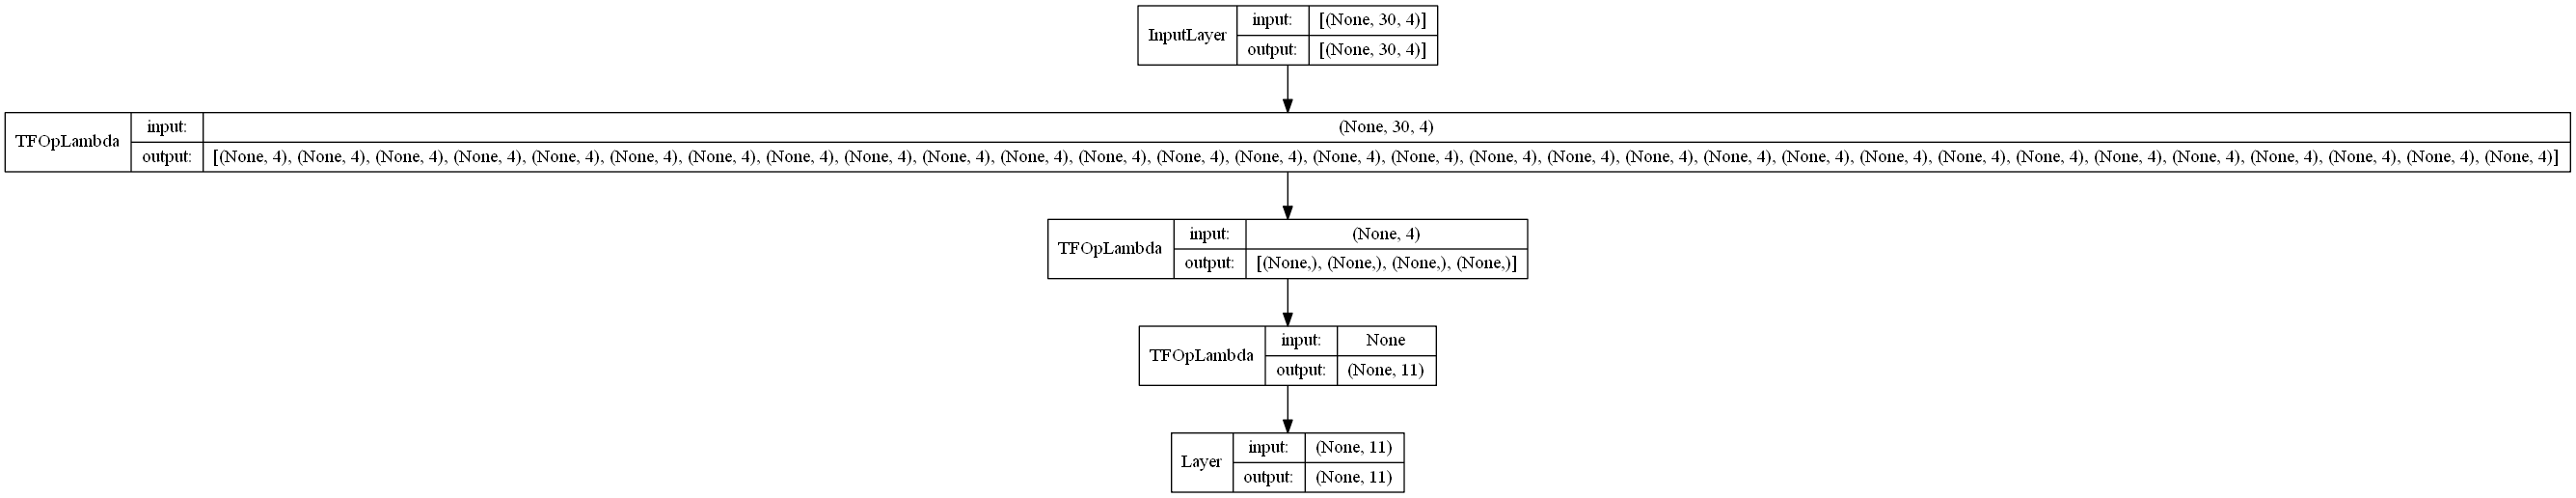 InputLayer
input: [(None, 30, 4)]
output: [(None, 30, 4)]
TFOpLambda
input: (None, 30, 4)
output: [(None, 4), (None, 4), (None, 4), (None, 4), (None, 4), (None, 4), (None, 4), (None, 4), (None, 4), (None, 4), (None, 4), (None, 4), (None, 4), (None, 4), (None, 4), (None, 4), (None, 4), (None, 4), (None, 4), (None, 4), (None, 4), (None, 4), (None, 4), (None, 4), (None, 4), (None, 4), (None, 4), (None, 4), (None, 4), (None, 4)]
TFOpLambda
input: (None, 4)
output: [(None,), (None,), (None,), (None,)]
TFOpLambda
input: None
output: (None, 11)
Layer
input: (None, 11)
output: (None, 11)